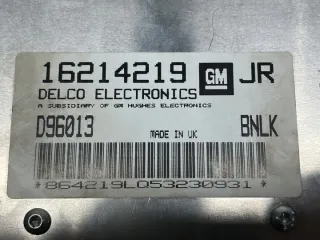 16214219 GM JR
DELCO ELECTRONICS
A SUBSIDIARY OF GM HUGHES ELECTRONICS
D96013 MADE IN UK BNLK
*864219L053230931*